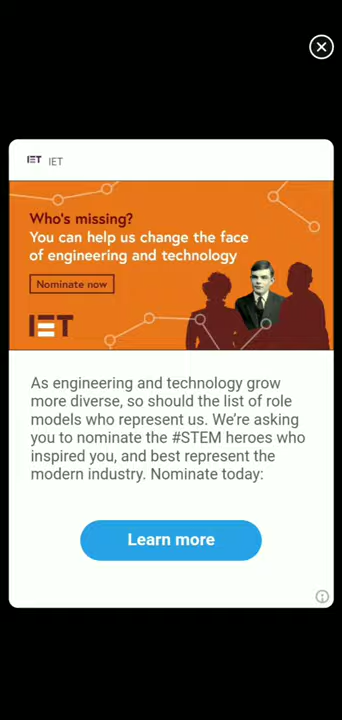 IET IET
Who's missing?
You can help us change the face
of engineering and technology
Nominate now
IET
As engineering and technology grow
more diverse, so should the list of role
models who represent us. We're asking
you to nominate the #STEM heroes who
inspired you, and best represent the
modern industry. Nominate today:
Learn more